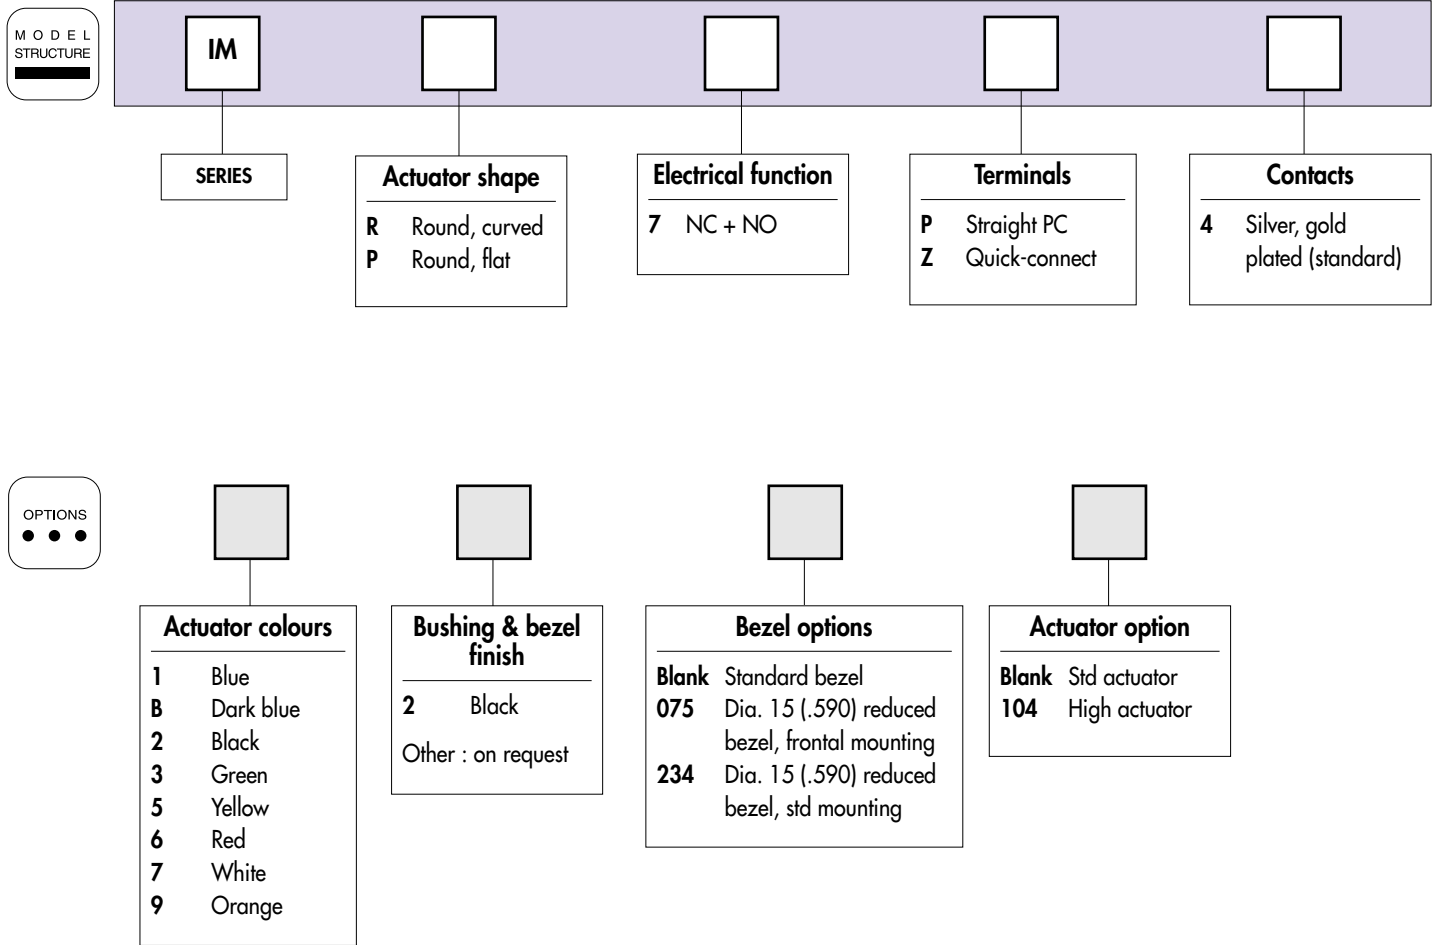 MODEL
STRUCTURE
IM
SERIES
Actuator shape
R Round, curved
P Round, flat
Electrical function
7 NC + NO
Terminals
P Straight PC
Z Quick-connect
Contacts
4 Silver, gold
plated (standard)
OPTIONS
Actuator colours
1 Blue
B Dark blue
2 Black
3 Green
5 Yellow
6 Red
7 White
9 Orange
Bushing & bezel
finish
2 Black
Other : on request
Bezel options
Blank Standard bezel
075 Dia. 15 (.590) reduced
bezel, frontal mounting
234 Dia. 15 (.590) reduced
bezel, std mounting
Actuator option
Blank Std actuator
104 High actuator